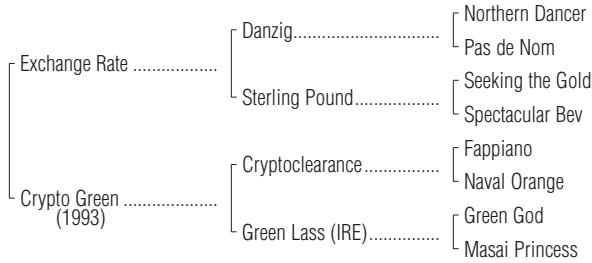 Northern Dancer
Danzig
Pas de Nom
Exchange Rate
Seeking the Gold
Sterling Pound
Spectacular Bev
Fappiano
Cryptoclearance
Naval Orange
Crypto Green
(1993)
Green God
Green Lass (IRE)
Masai Princess